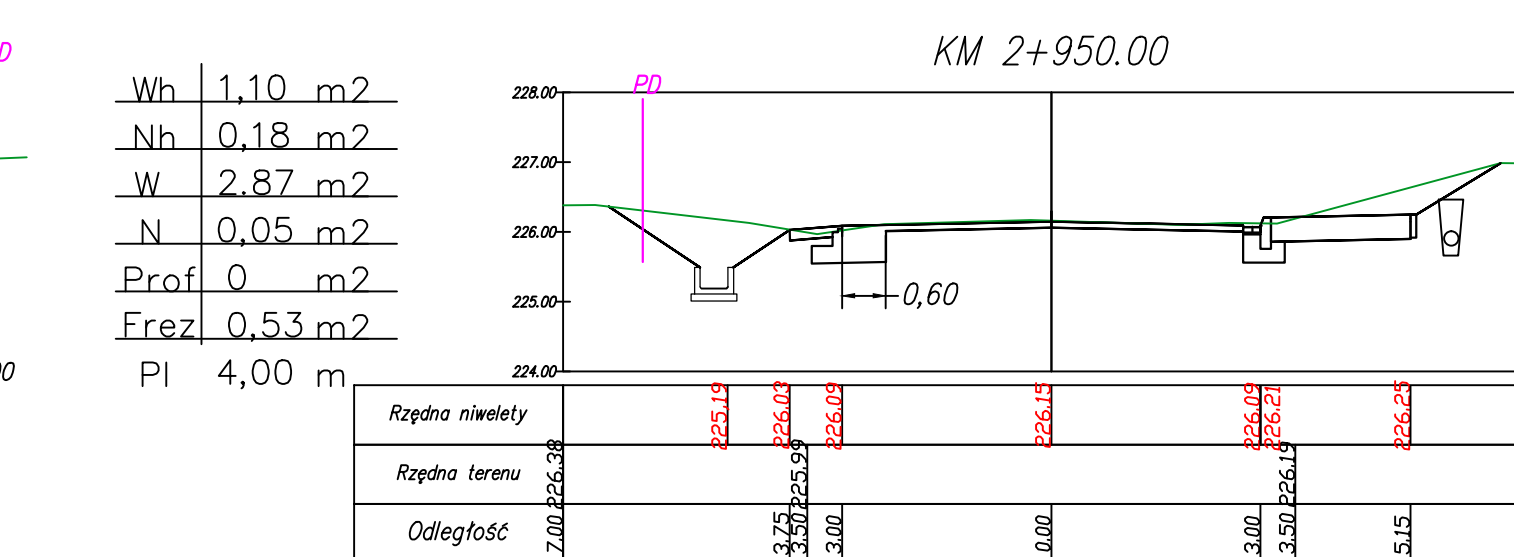 D
KM 2+950.00
Wh 1,10 m2
Nh 0,18 m2
W 2.87 m2
N 0,05 m2
Prof 0 m2
Frez 0,53 m2
Pl 4,00 m
PD
228.00
227.00
226.00
225.00
224.00
0,60
Rzędna niwelety 225.19 226.03 226.09 226.15 226.09 226.21 226.25
Rzędna terenu 226.38 225.99 226.19
Odległość 7.00 3.75 3.50 3.00 0.00 3.00 3.50 5.15